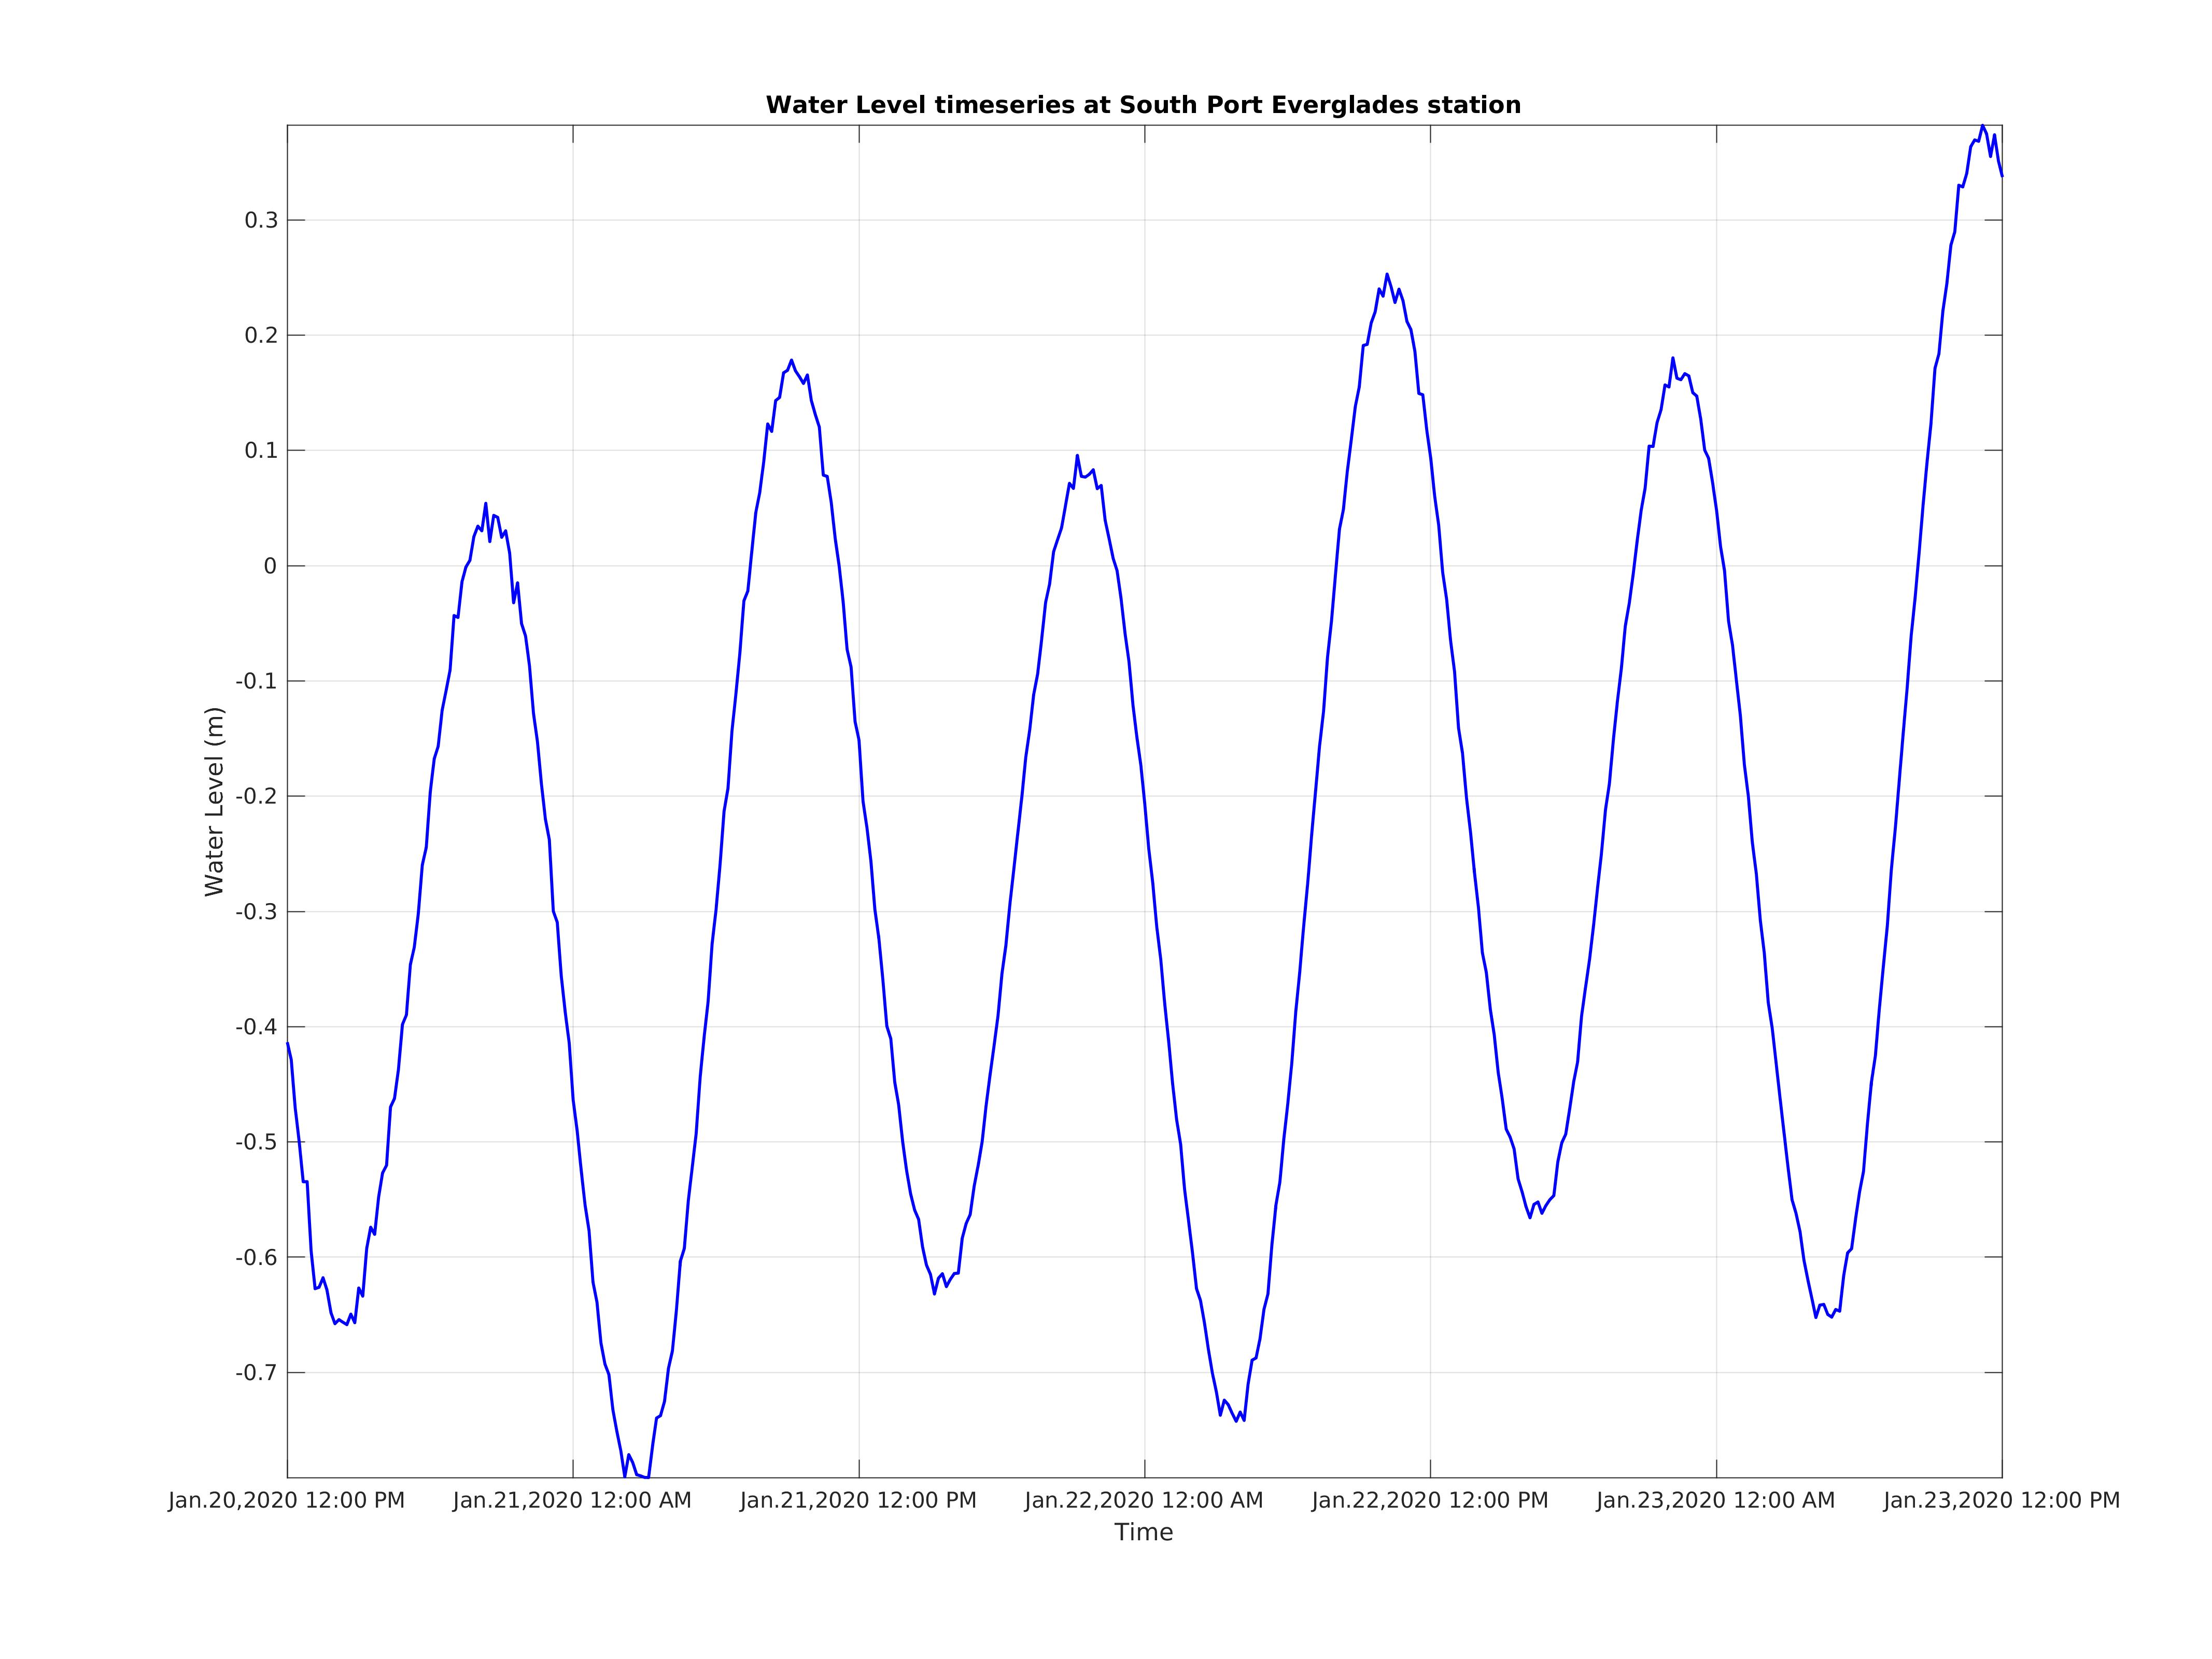 Water Level timeseries at South Port Everglades station
0.3
0.2
0.1
0
-0.1
-0.2
-0.3
-0.4
-0.5
-0.6
-0.7
Water Level (m)
Jan.20,2020 12:00 PM Jan.21,2020 12:00 AM Jan.21,2020 12:00 PM Jan.22,2020 12:00 AM Jan.22,2020 12:00 PM Jan.23,2020 12:00 AM Jan.23,2020 12:00 PM
Time